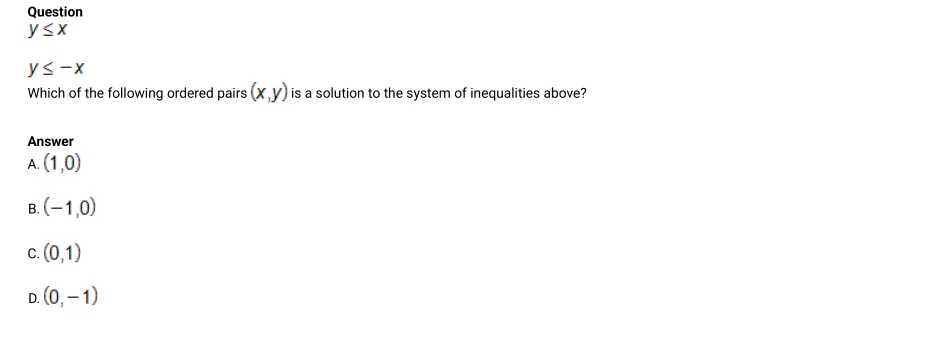 Question
y ≤ x
y ≤ −x
Which of the following ordered pairs (x,y) is a solution to the system of inequalities above?
Answer
A. (1,0)
B. (−1,0)
C. (0,1)
D. (0,−1)